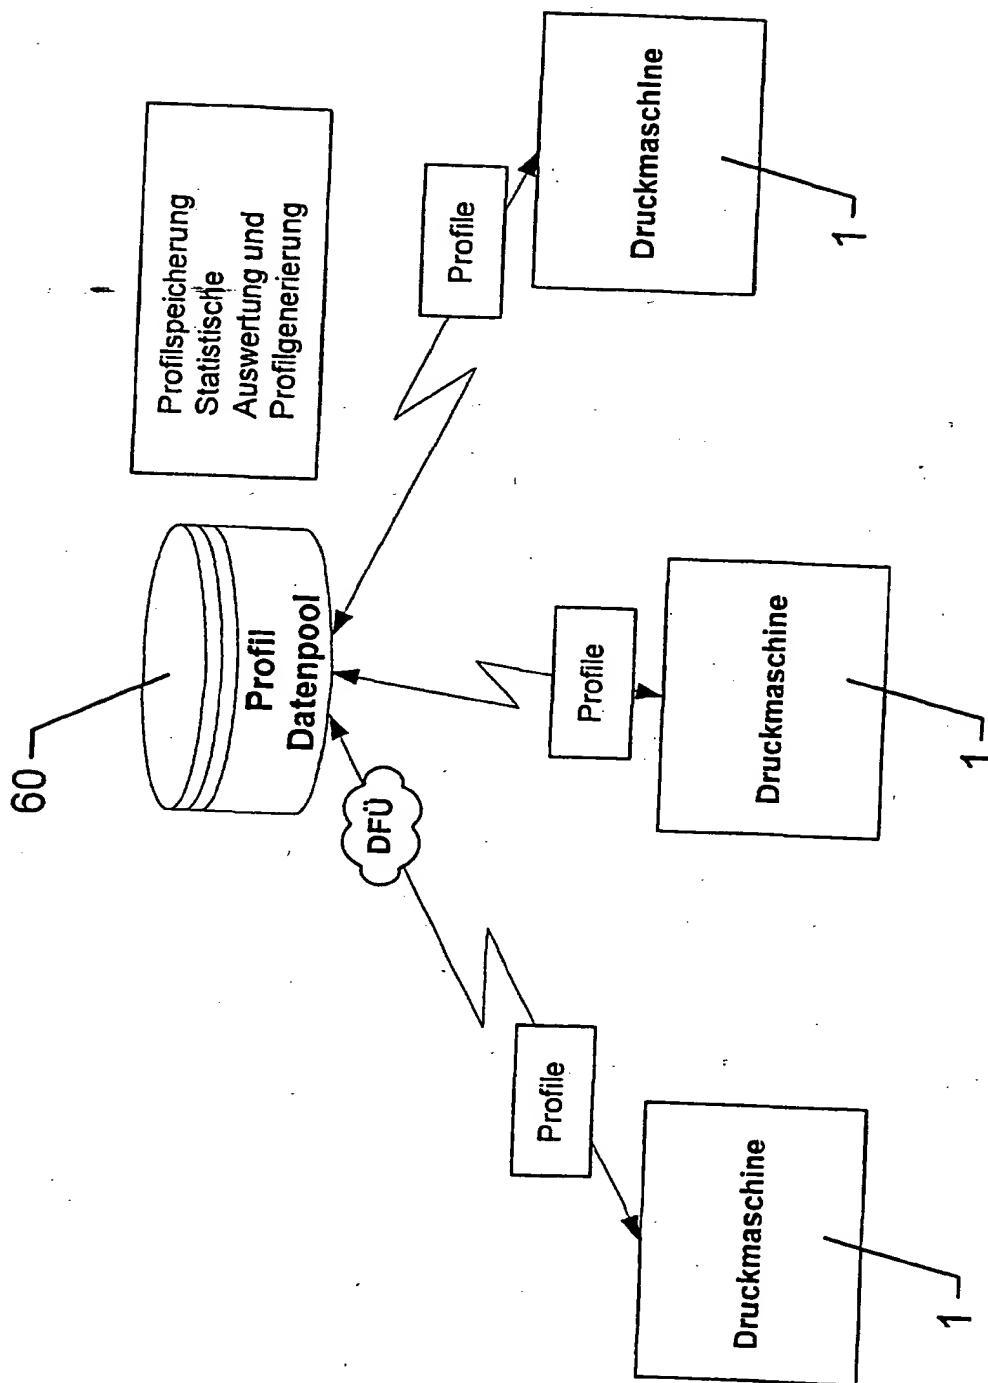 60
Profil
Datenpool
Profilspeicherung
Statistische
Auswertung und
Profilgenerierung
DFÜ
Profile
Profile
Profile
Druckmaschine
Druckmaschine
Druckmaschine
1
1
1